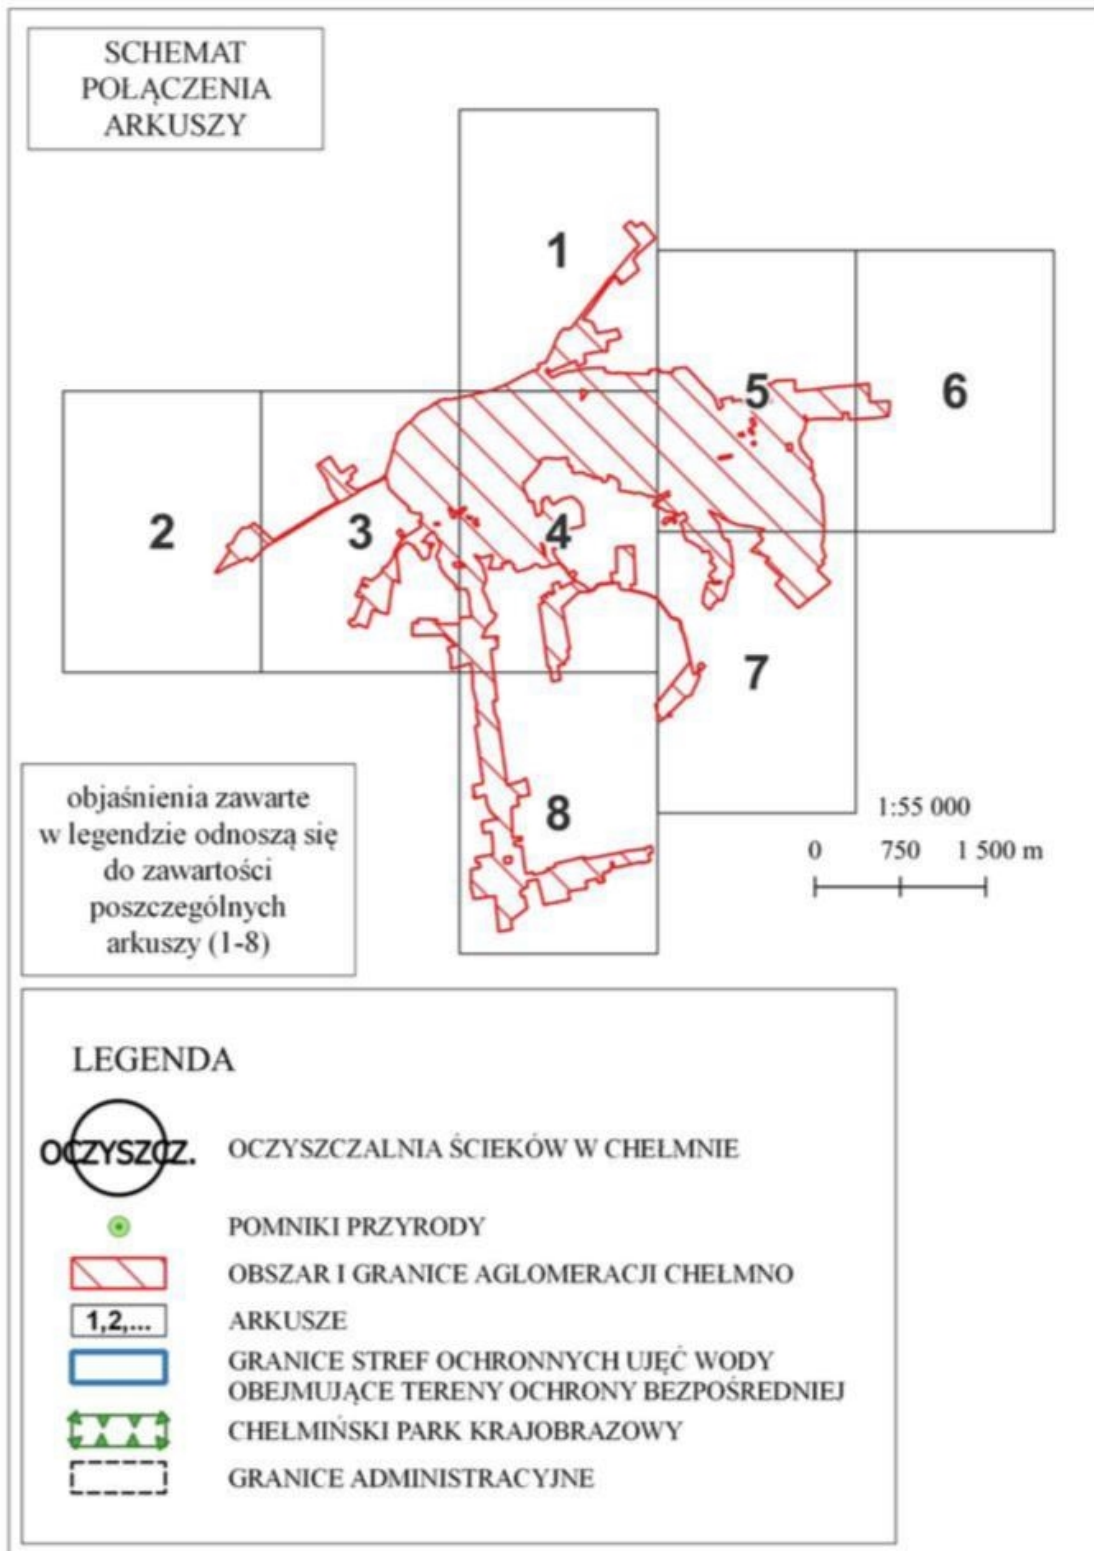 SCHEMAT
POŁĄCZENIA
ARKUSZY
1
5
6
2
3
4
7
8
1:55 000
0 750 1 500 m
objaśnienia zawarte
w legendzie odnoszą się
do zawartości
poszczególnych
arkuszy (1-8)
LEGENDA
OCZYSZCZ. OCZYSZCZALNIA ŚCIEKÓW W CHEŁMNIE
POMNIKI PRZYRODY
OBSZAR I GRANICE AGLOMERACJI CHEŁMNO
1,2,... ARKUSZE
GRANICE STREF OCHRONNYCH UJĘĆ WODY
OBEJMUJĄCE TERENY OCHRONY BEZPOŚREDNIEJ
CHEŁMIŃSKI PARK KRAJOBRAZOWY
GRANICE ADMINISTRACYJNE